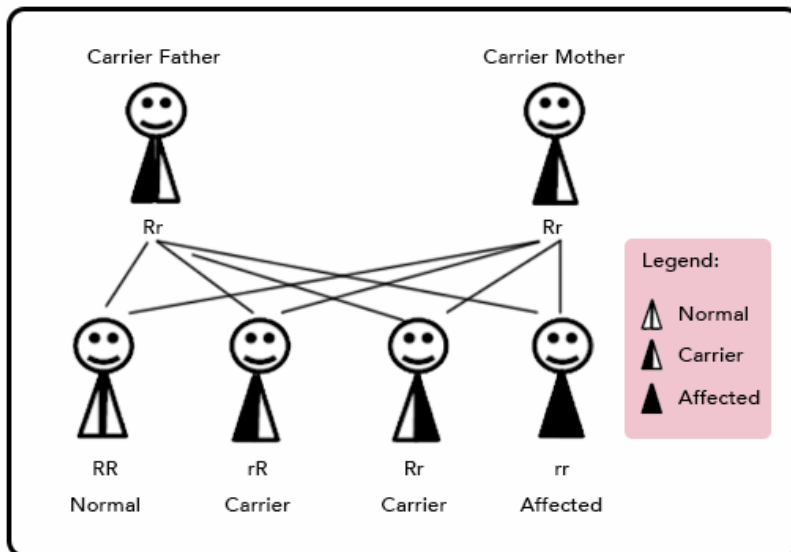 Carrier Father
Carrier Mother
Rr
Rr
Legend:
Normal
Carrier
Affected
RR
rR
Rr
rr
Normal
Carrier
Carrier
Affected